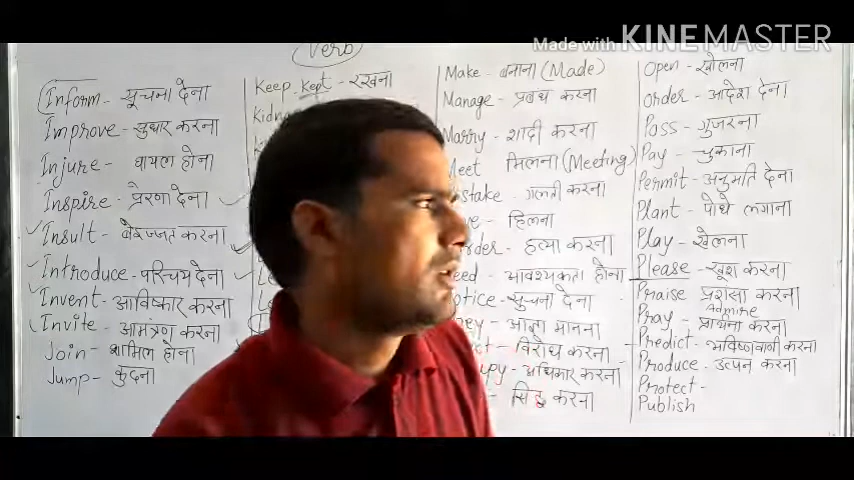 Made with KINEMASTER
Verb
Inform - सूचना देना
Improve - सुधार करना
Injure - घायल होना
Inspire - प्रेरणा देना
Insult - बेइज्जत करना
Introduce - परिचय देना
Invent - आविष्कार करना
Invite - आमंत्रण करना
Join - शामिल होना
Jump - कुदना
Keep - Kept - रखना
Make - बनाना (Made)
Manage - प्रबंध करना
Marry - शादी करना
Meet मिलना (Meeting)
गलती करना
हिलना
हत्या करना
आवश्यकता होना
सुचना देना
आज्ञा मानना
विरोध करना
अधिकार करना
सिद्ध करना
Open - खोलना
Order - आदेश देना
Pass - गुजरना
Pay - चुकाना
Permit - अनुमति देना
Plant - पौधे लगाना
Play - खेलना
Please - खुश करना
Praise प्रशंसा करना
Admire
Pray - प्रार्थना करना
Predict - भविष्यवाणी करना
Produce - उत्पन करना
Protect -
Publish